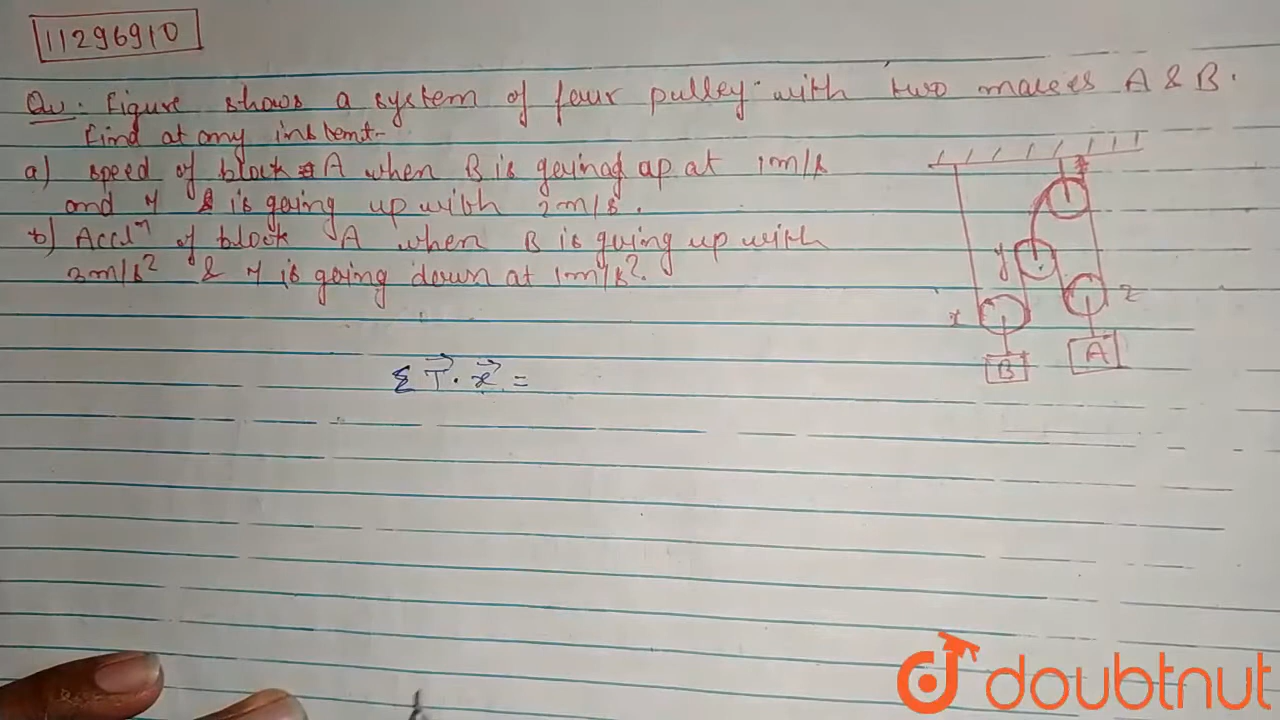 11296910
Qu. Figure shows a system of four pulley with two masses A & B.
Find at any instent-
a) speed of block A when B is going up at 1m/s
and y is going up with 2m/s.
b) Accl^n of block A when B is going up with
3m/s² & y is going down at 1m/s².
y
x
z
B
A
Σ T⃗ . x⃗ =
doubtnut